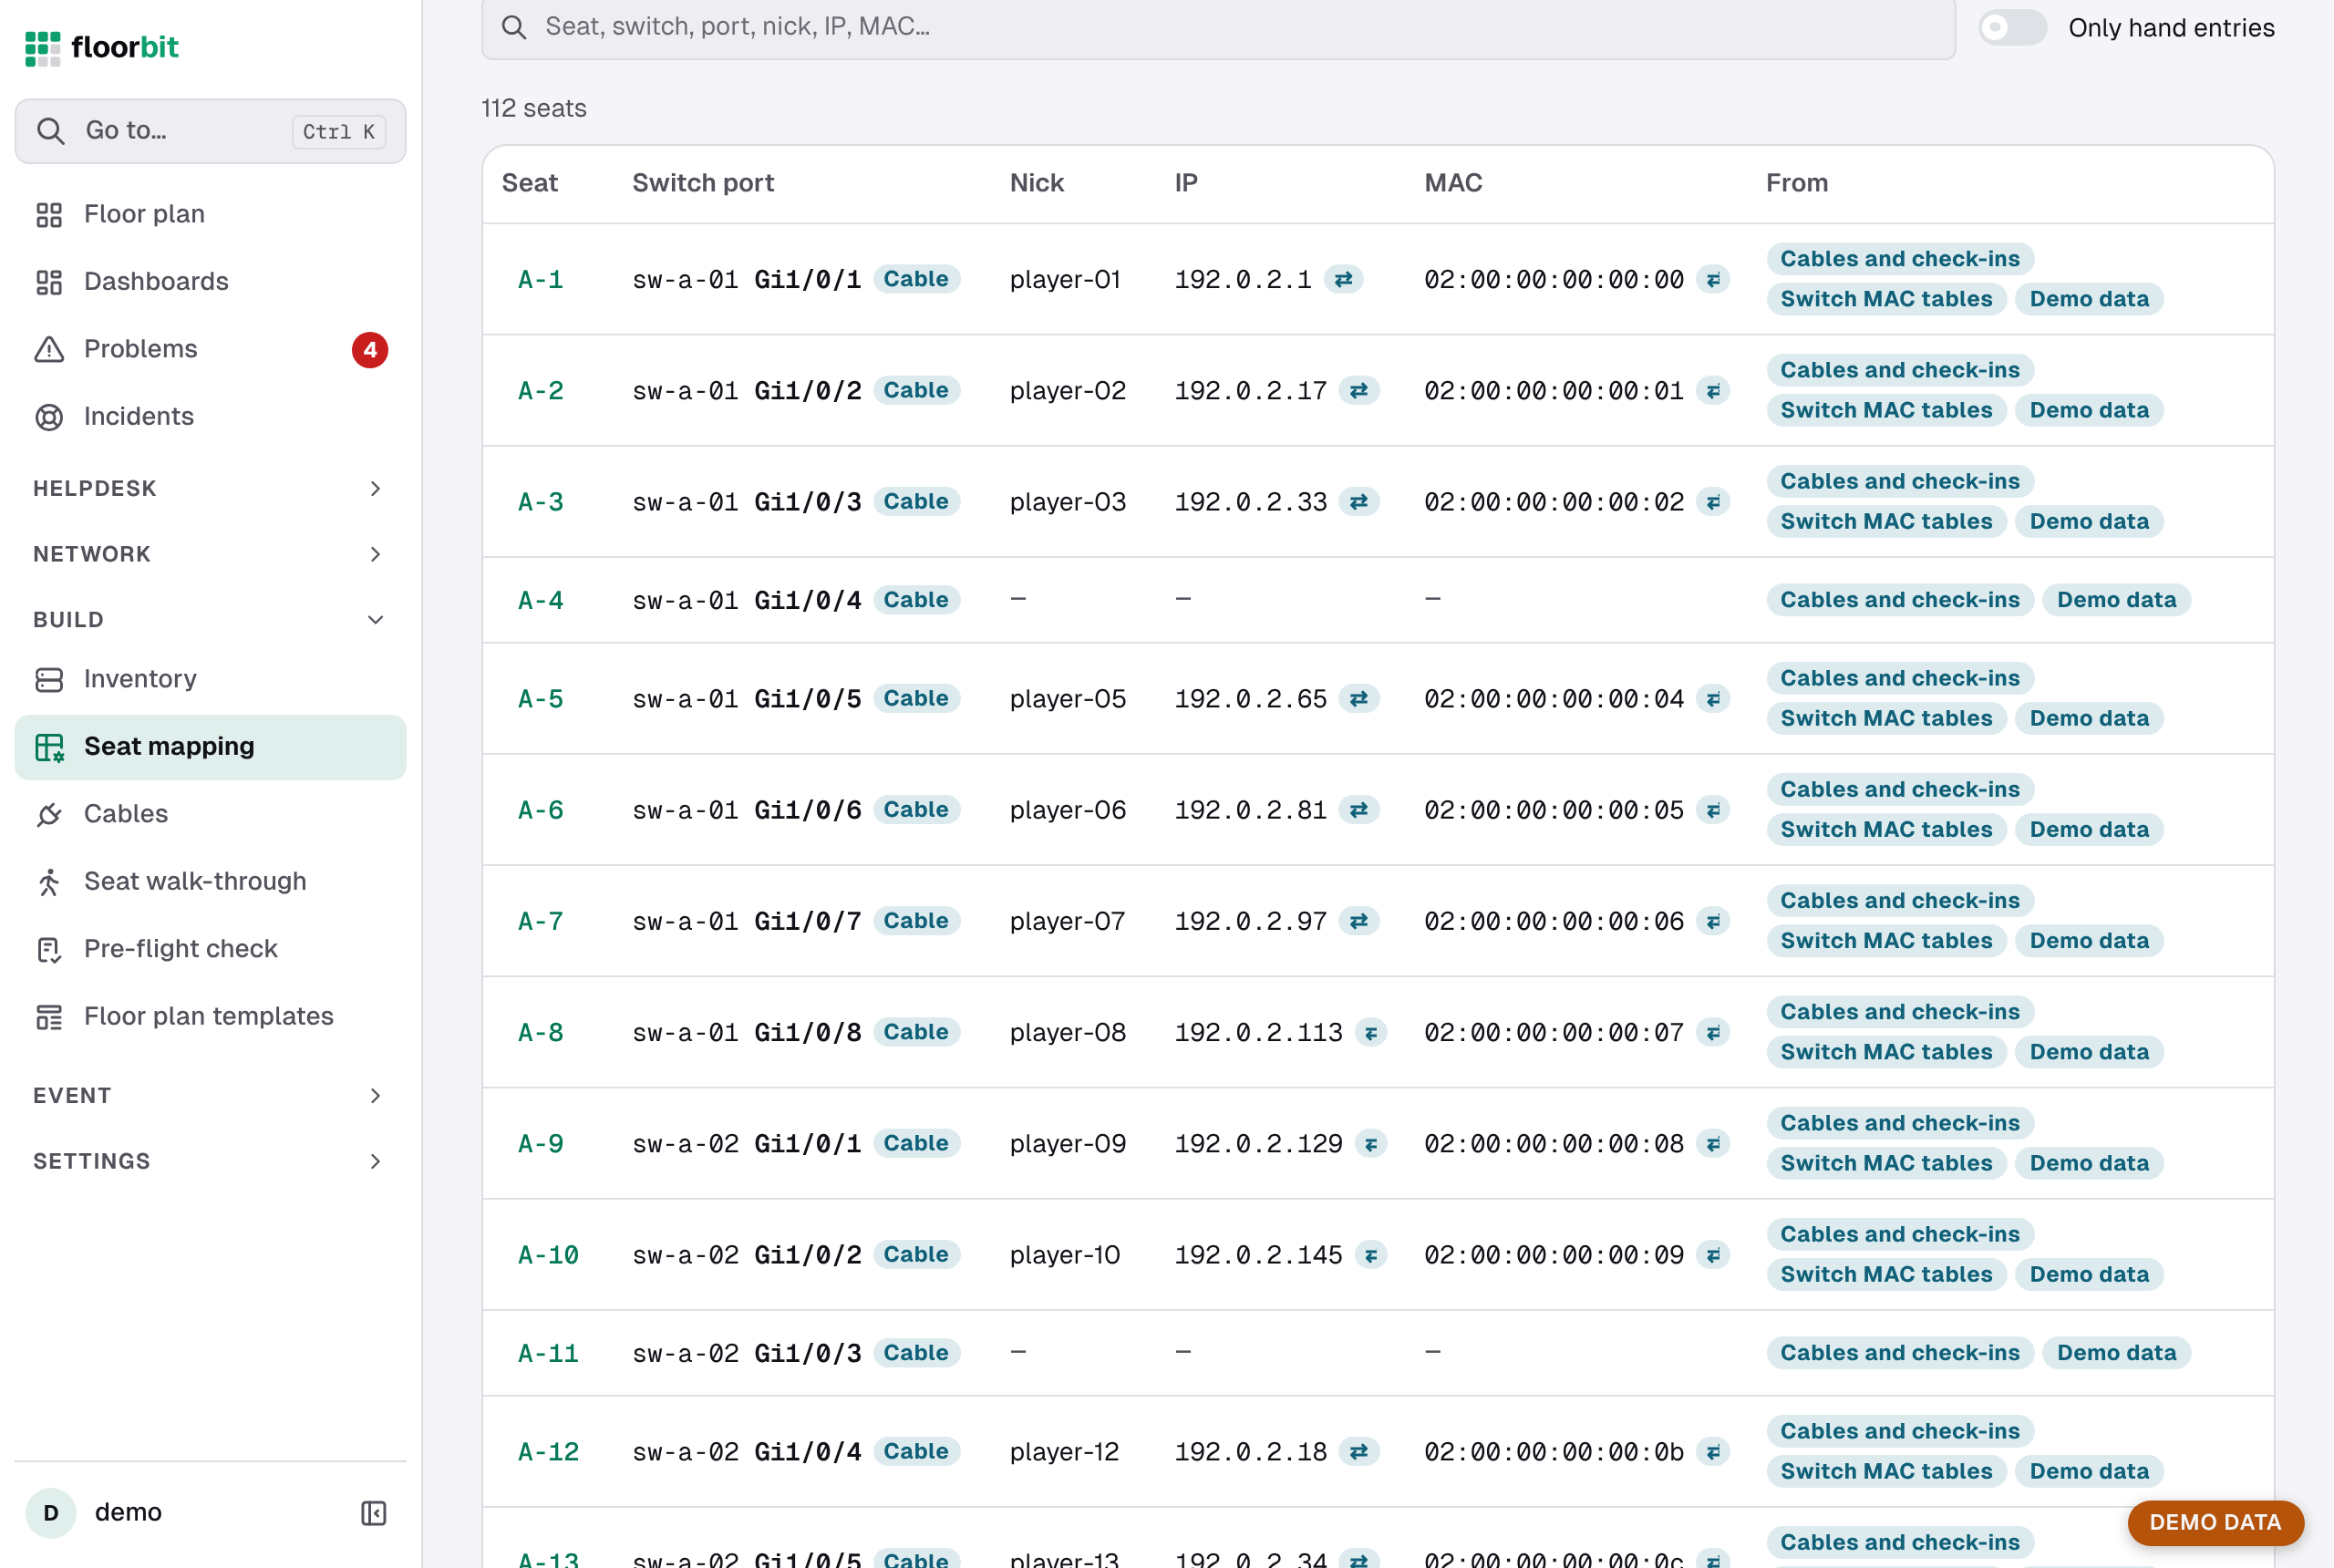 floorbit
Go to...
Ctrl K
Floor plan
Dashboards
Problems 4
Incidents
HELPDESK
NETWORK
BUILD
Inventory
Seat mapping
Cables
Seat walk-through
Pre-flight check
Floor plan templates
EVENT
SETTINGS
D demo
Seat, switch, port, nick, IP, MAC...
Only hand entries
112 seats
Seat Switch port Nick IP MAC From
A-1 sw-a-01 Gi1/0/1 Cable player-01 192.0.2.1 ⇄ 02:00:00:00:00:00 Cables and check-ins
Switch MAC tables Demo data
A-2 sw-a-01 Gi1/0/2 Cable player-02 192.0.2.17 ⇄ 02:00:00:00:00:01 Cables and check-ins
Switch MAC tables Demo data
A-3 sw-a-01 Gi1/0/3 Cable player-03 192.0.2.33 ⇄ 02:00:00:00:00:02 Cables and check-ins
Switch MAC tables Demo data
A-4 sw-a-01 Gi1/0/4 Cable – – – Cables and check-ins Demo data
A-5 sw-a-01 Gi1/0/5 Cable player-05 192.0.2.65 ⇄ 02:00:00:00:00:04 Cables and check-ins
Switch MAC tables Demo data
A-6 sw-a-01 Gi1/0/6 Cable player-06 192.0.2.81 ⇄ 02:00:00:00:00:05 Cables and check-ins
Switch MAC tables Demo data
A-7 sw-a-01 Gi1/0/7 Cable player-07 192.0.2.97 ⇄ 02:00:00:00:00:06 Cables and check-ins
Switch MAC tables Demo data
A-8 sw-a-01 Gi1/0/8 Cable player-08 192.0.2.113 02:00:00:00:00:07 Cables and check-ins
Switch MAC tables Demo data
A-9 sw-a-02 Gi1/0/1 Cable player-09 192.0.2.129 02:00:00:00:00:08 Cables and check-ins
Switch MAC tables Demo data
A-10 sw-a-02 Gi1/0/2 Cable player-10 192.0.2.145 02:00:00:00:00:09 Cables and check-ins
Switch MAC tables Demo data
A-11 sw-a-02 Gi1/0/3 Cable – – – Cables and check-ins Demo data
A-12 sw-a-02 Gi1/0/4 Cable player-12 192.0.2.18 ⇄ 02:00:00:00:00:0b Cables and check-ins
Switch MAC tables Demo data
A-13 sw-a-02 Gi1/0/5 Cable player-13 192.0.2.34 ⇄ 02:00:00:00:00:0c Cables and check-ins
DEMO DATA